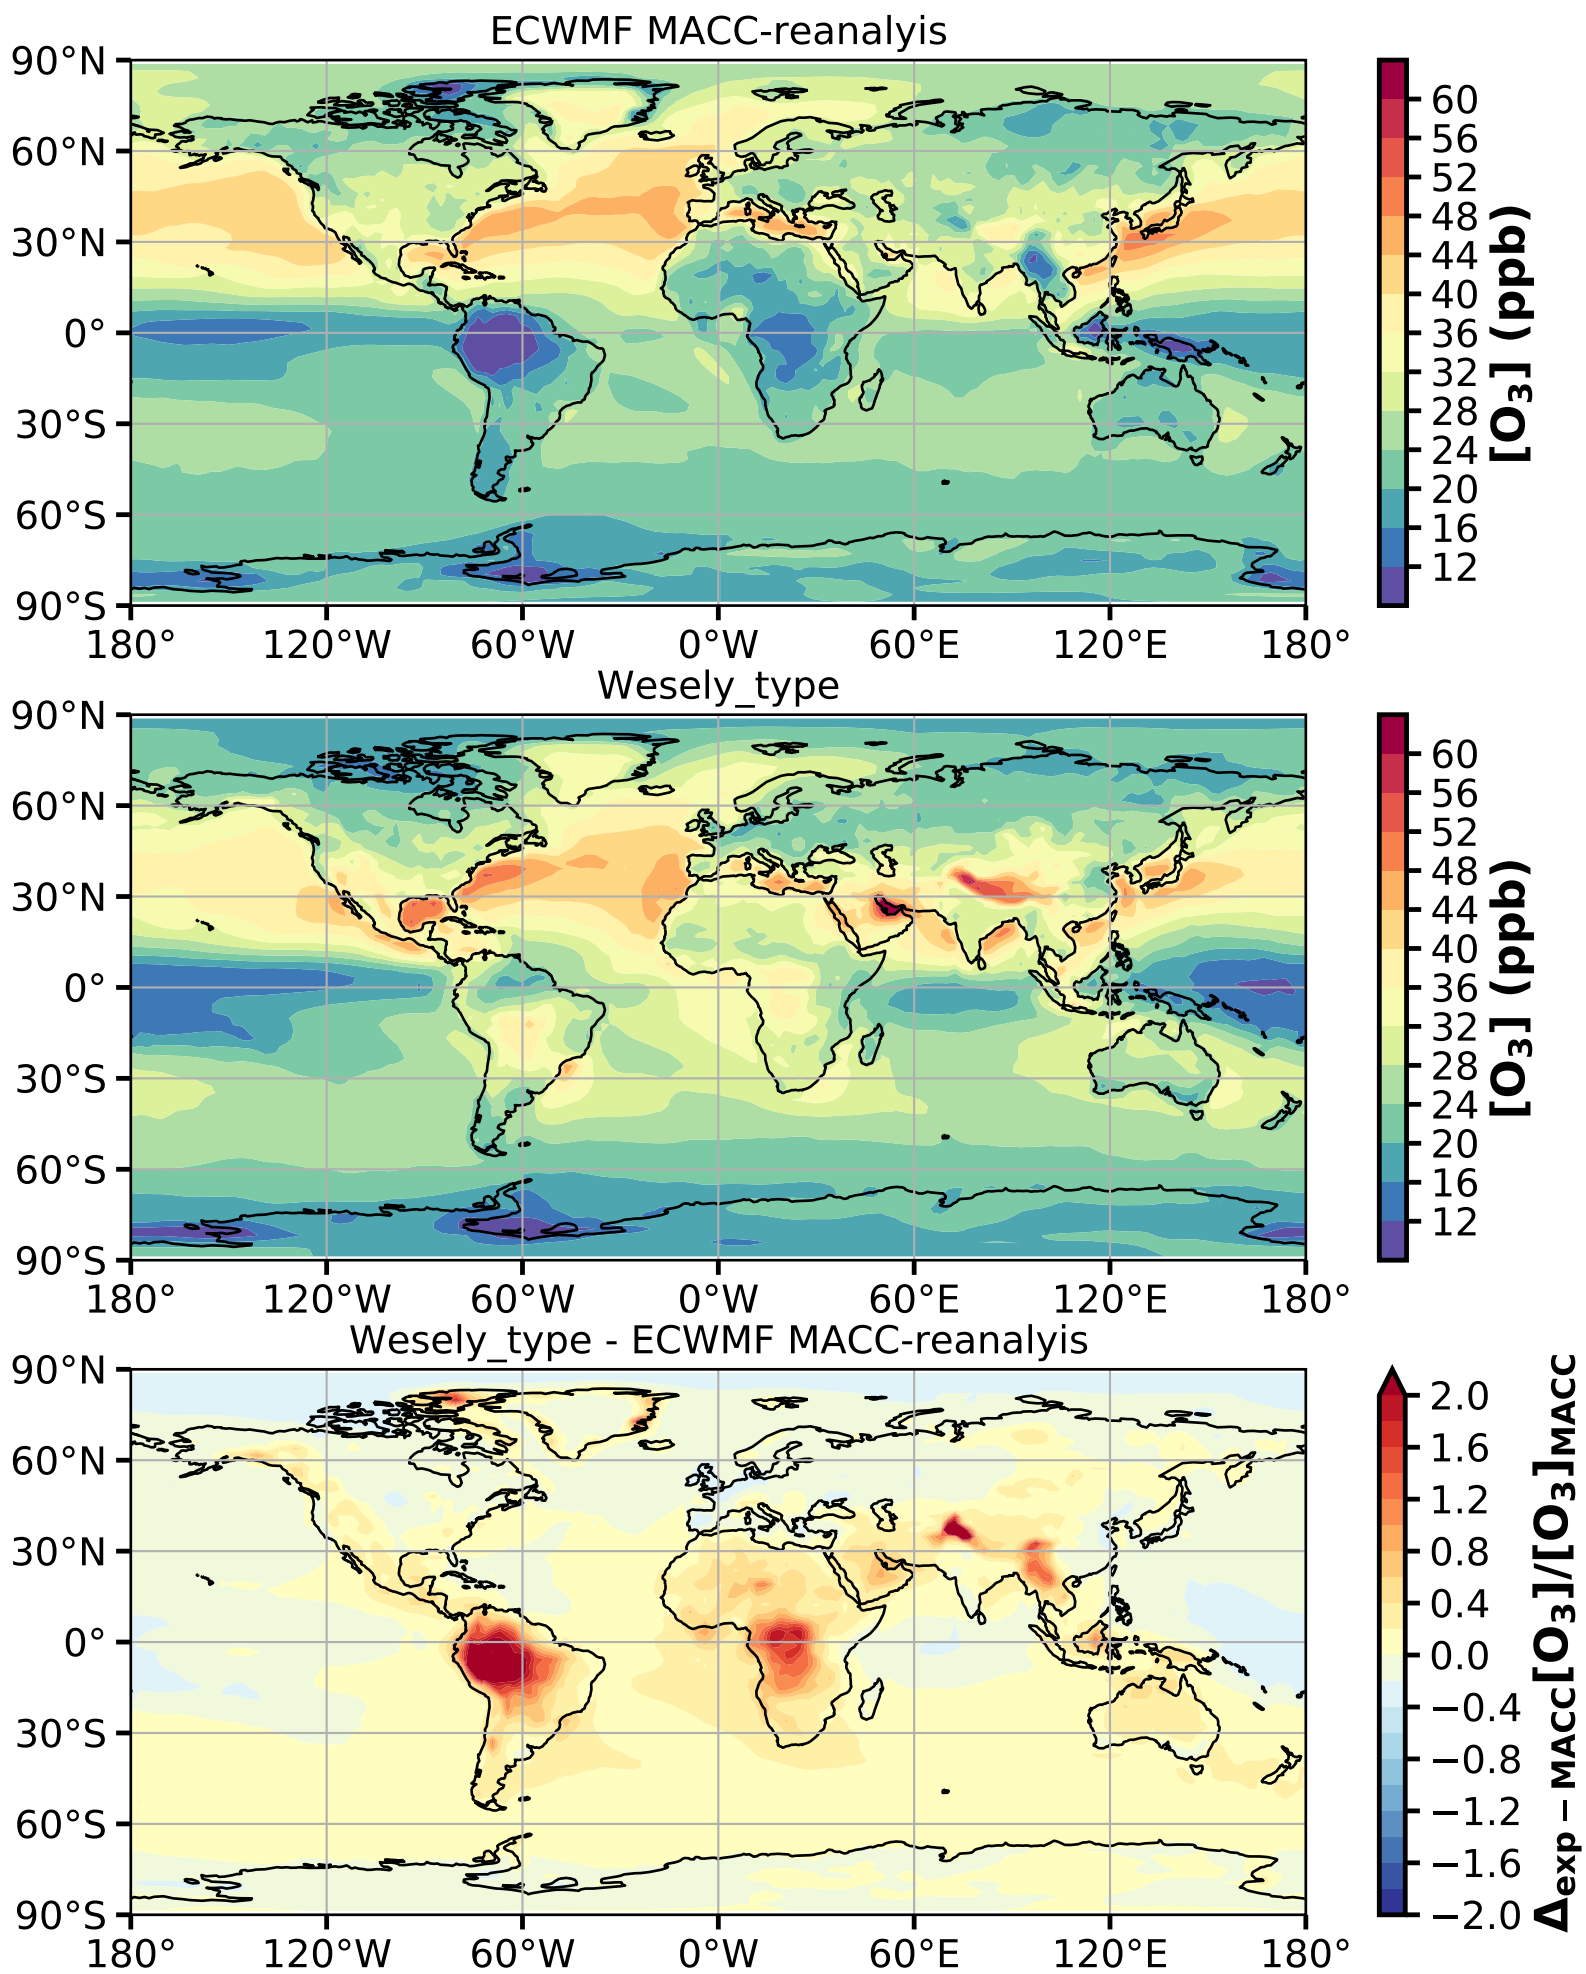 ECWMF MACC-reanalyis
90°N
60°N
30°N
0°
30°S
60°S
90°S
180°
120°W
60°W
0°W
60°E
120°E
180°
60
56
52
48
44
40
36
32
28
24
20
16
12
[O₃] (ppb)
Wesely_type
90°N
60°N
30°N
0°
30°S
60°S
90°S
180°
120°W
60°W
0°W
60°E
120°E
180°
60
56
52
48
44
40
36
32
28
24
20
16
12
[O₃] (ppb)
Wesely_type - ECWMF MACC-reanalyis
90°N
60°N
30°N
0°
30°S
60°S
90°S
180°
120°W
60°W
0°W
60°E
120°E
180°
2.0
1.6
1.2
0.8
0.4
0.0
−0.4
−0.8
−1.2
−1.6
−2.0
Δexp−MACC[O₃]/[O₃]MACC